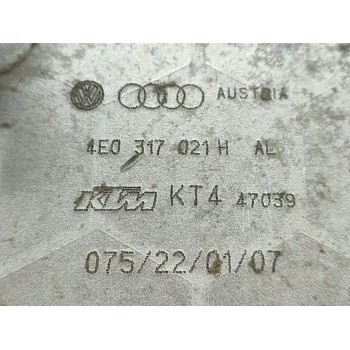 AUSTRIA
4E0 317 021 H AL
KTM KT4 47039
075/22/01/07